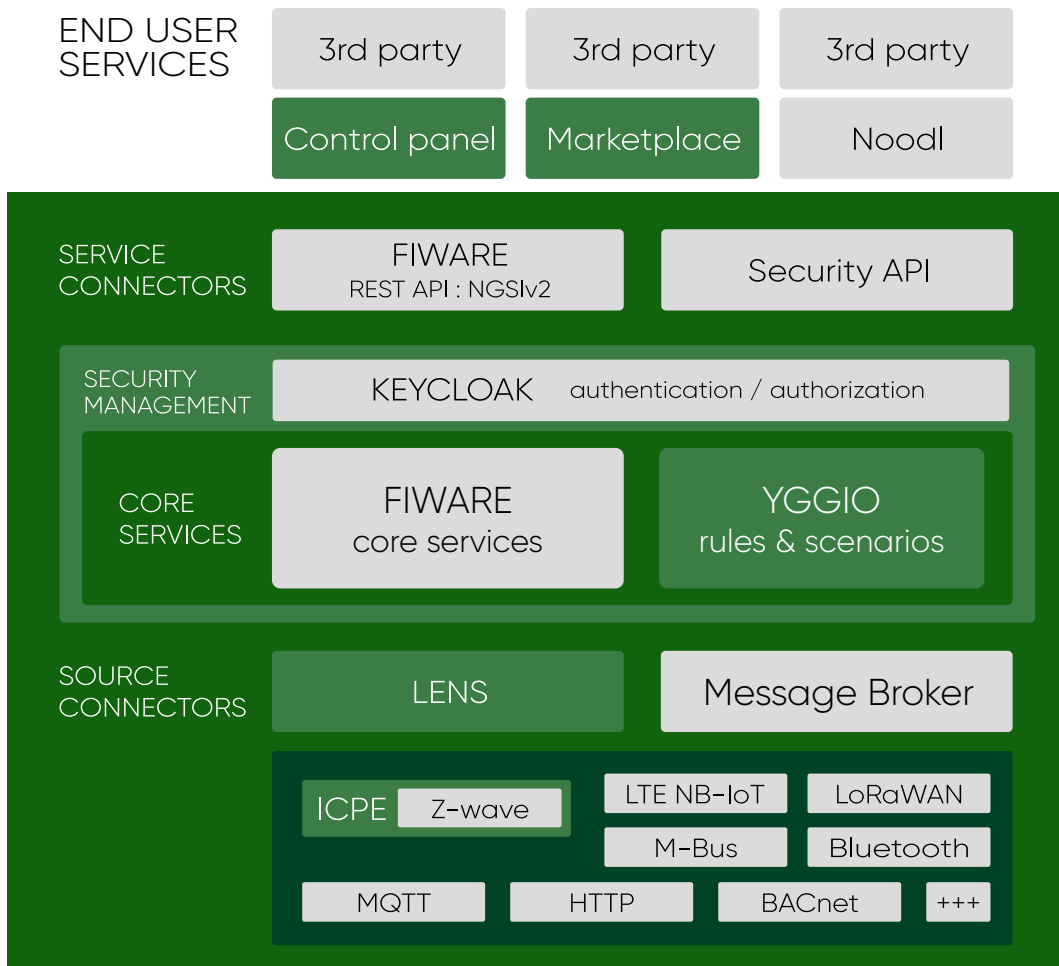 END USER
SERVICES
3rd party
3rd party
3rd party
Control panel
Marketplace
Noodl
SERVICE
CONNECTORS
FIWARE
REST API : NGSIv2
Security API
SECURITY
MANAGEMENT
KEYCLOAK authentication / authorization
CORE
SERVICES
FIWARE
core services
YGGIO
rules & scenarios
SOURCE
CONNECTORS
LENS
Message Broker
ICPE
Z-wave
LTE NB-IoT
LoRaWAN
M-Bus
Bluetooth
MQTT
HTTP
BACnet
+++